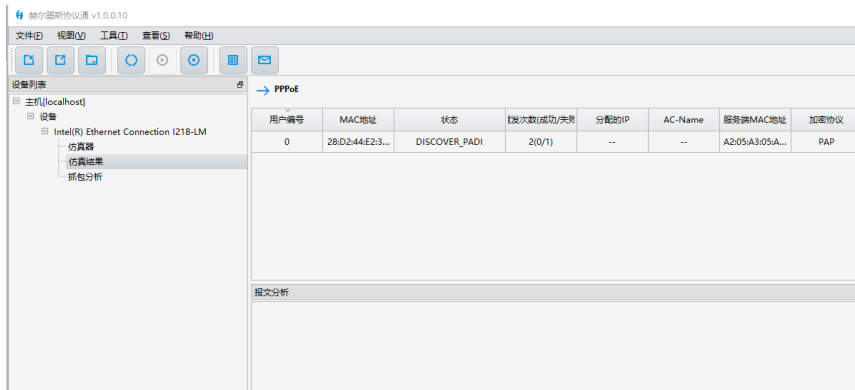 赫尔墨斯协议通 v1.0.0.10
文件(F) 视图(V) 工具(T) 查看(S) 帮助(H)
设备列表
主机[localhost]
设备
Intel(R) Ethernet Connection I218-LM
仿真器
仿真结果
抓包分析
PPPoE
用户编号 MAC地址 状态 发次数(成功/失败 分配的IP AC-Name 服务端MAC地址 加密协议
0 28:D2:44:E2:3... DISCOVER_PADI 2(0/1) -- -- A2:05:A3:05:A... PAP
报文分析